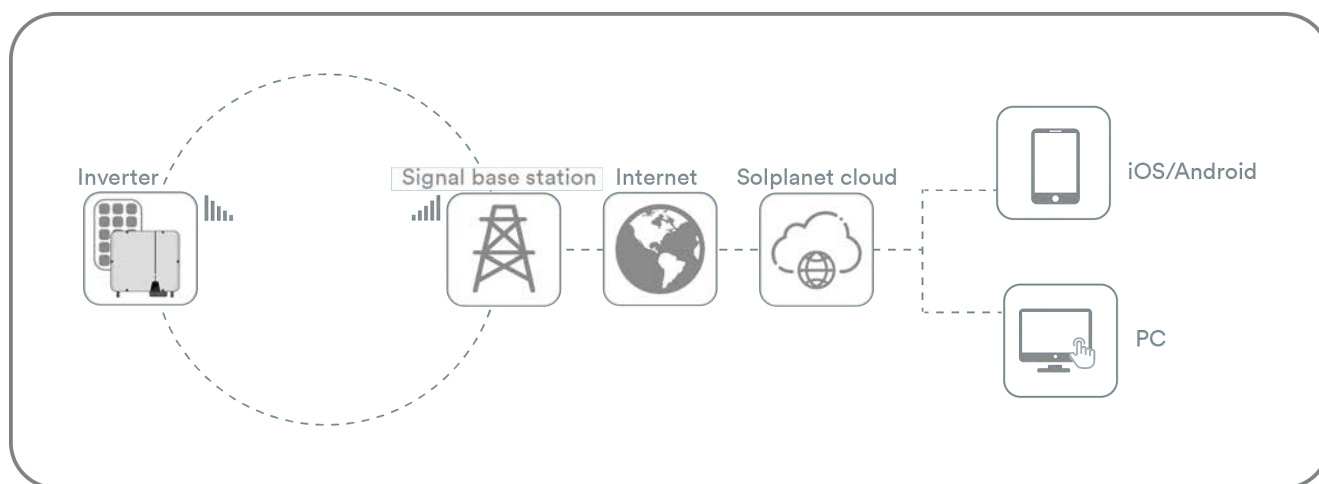 Inverter
Signal base station
Internet
Solplanet cloud
iOS/Android
PC